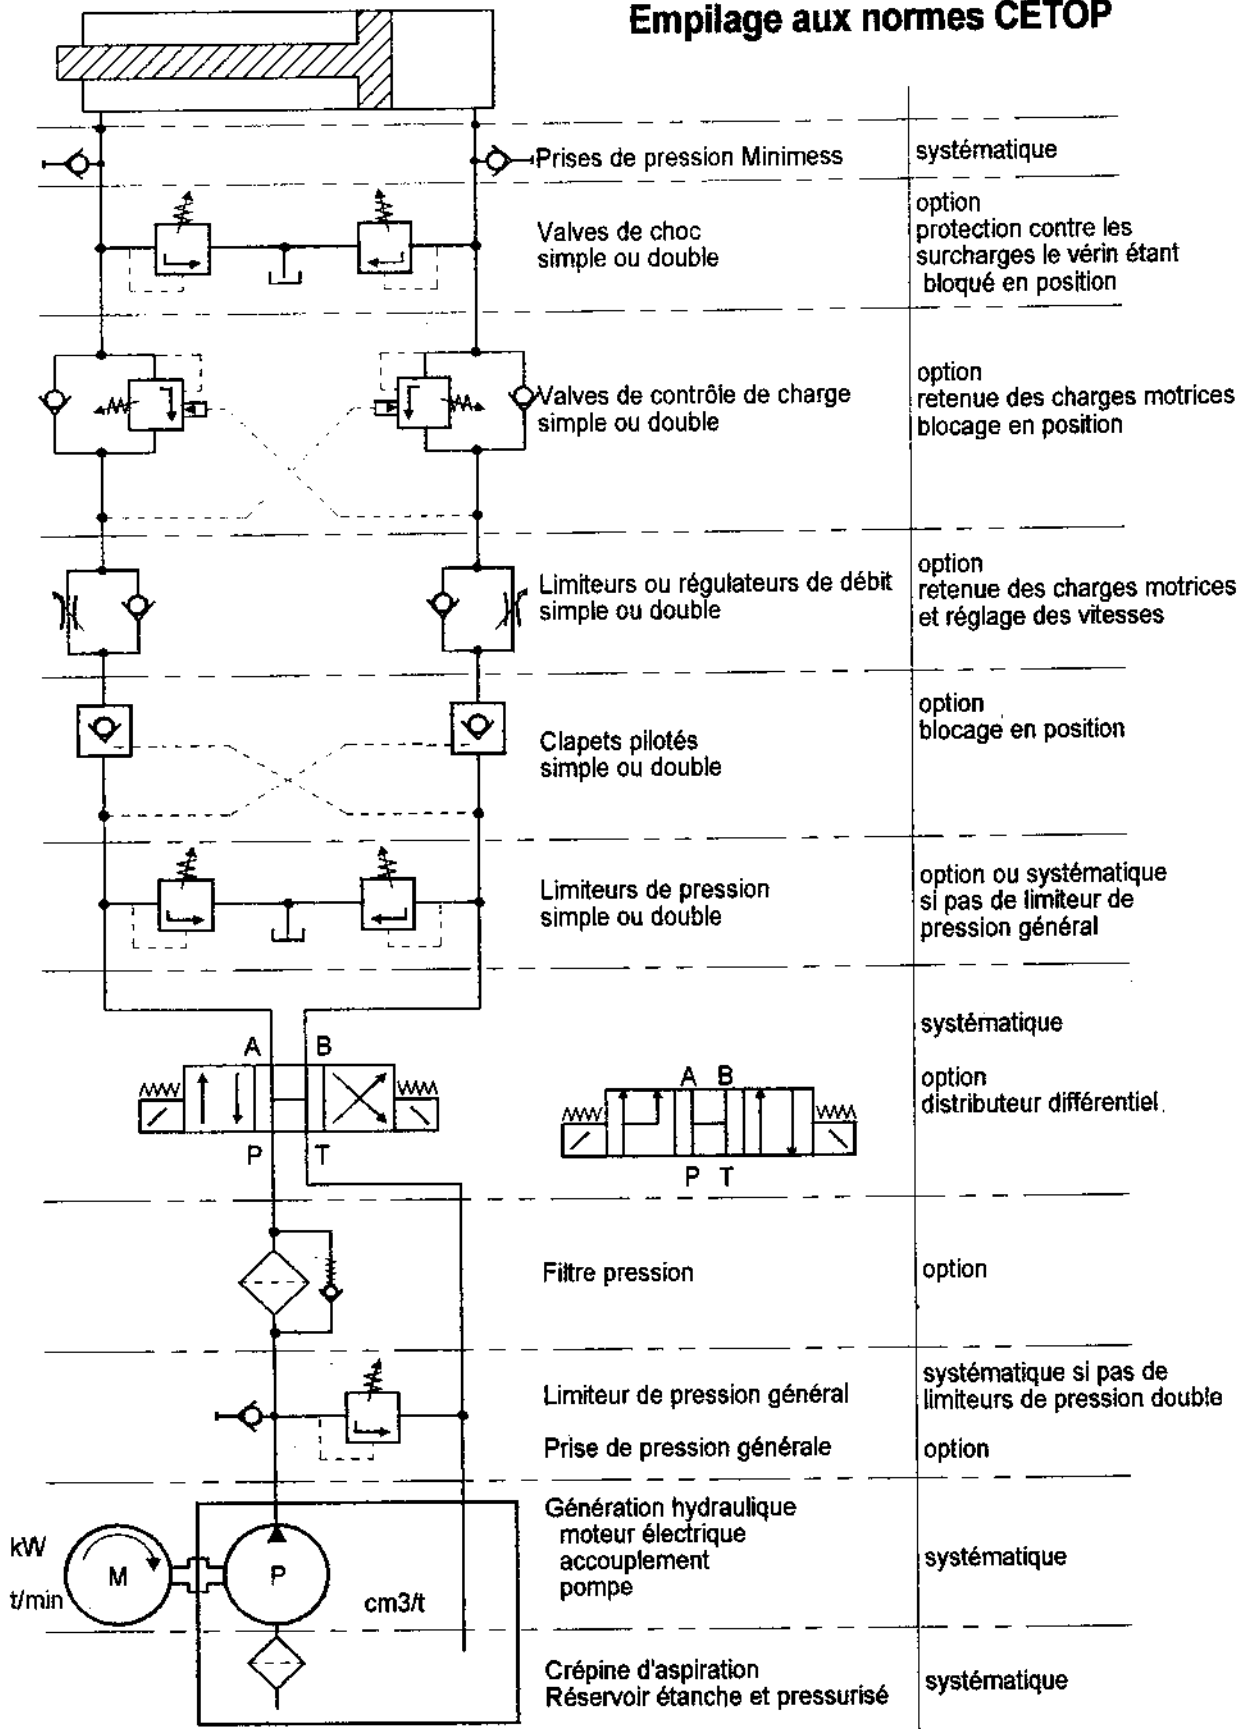 Empilage aux normes CETOP
Prises de pression Minimess
systématique
Valves de choc
simple ou double
option
protection contre les
surcharges le vérin étant
bloqué en position
Valves de contrôle de charge
simple ou double
option
retenue des charges motrices
blocage en position
Limiteurs ou régulateurs de débit
simple ou double
option
retenue des charges motrices
et réglage des vitesses
Clapets pilotés
simple ou double
option
blocage en position
Limiteurs de pression
simple ou double
option ou systématique
si pas de limiteur de
pression général
systématique
A B
P T
A B
P T
option
distributeur différentiel.
Filtre pression
option
Limiteur de pression général
systématique si pas de
limiteurs de pression double
Prise de pression générale
option
kW
t/min
M
P
cm3/t
Génération hydraulique
moteur électrique
accouplement
pompe
systématique
Crépine d'aspiration
Réservoir étanche et pressurisé
systématique